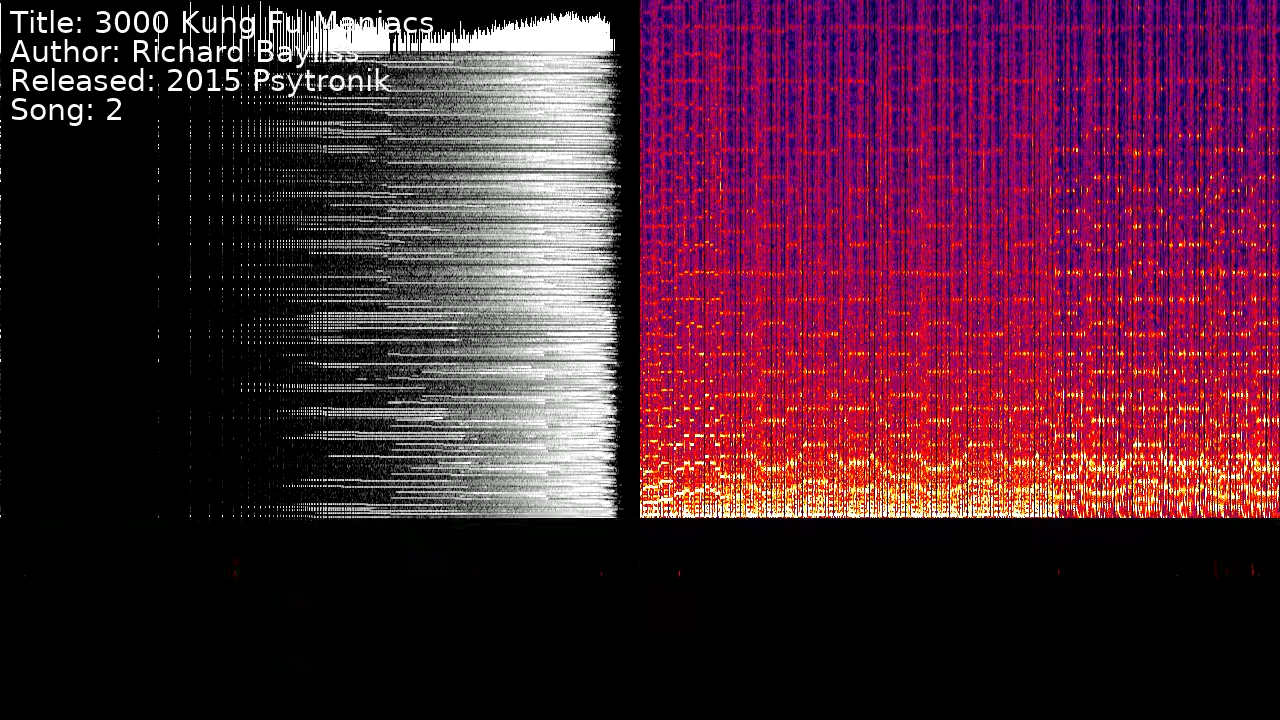 Title: 3000 Kung Fu Maniacs
Author: Richard Bayliss
Released: 2015 Psytronik
Song: 2